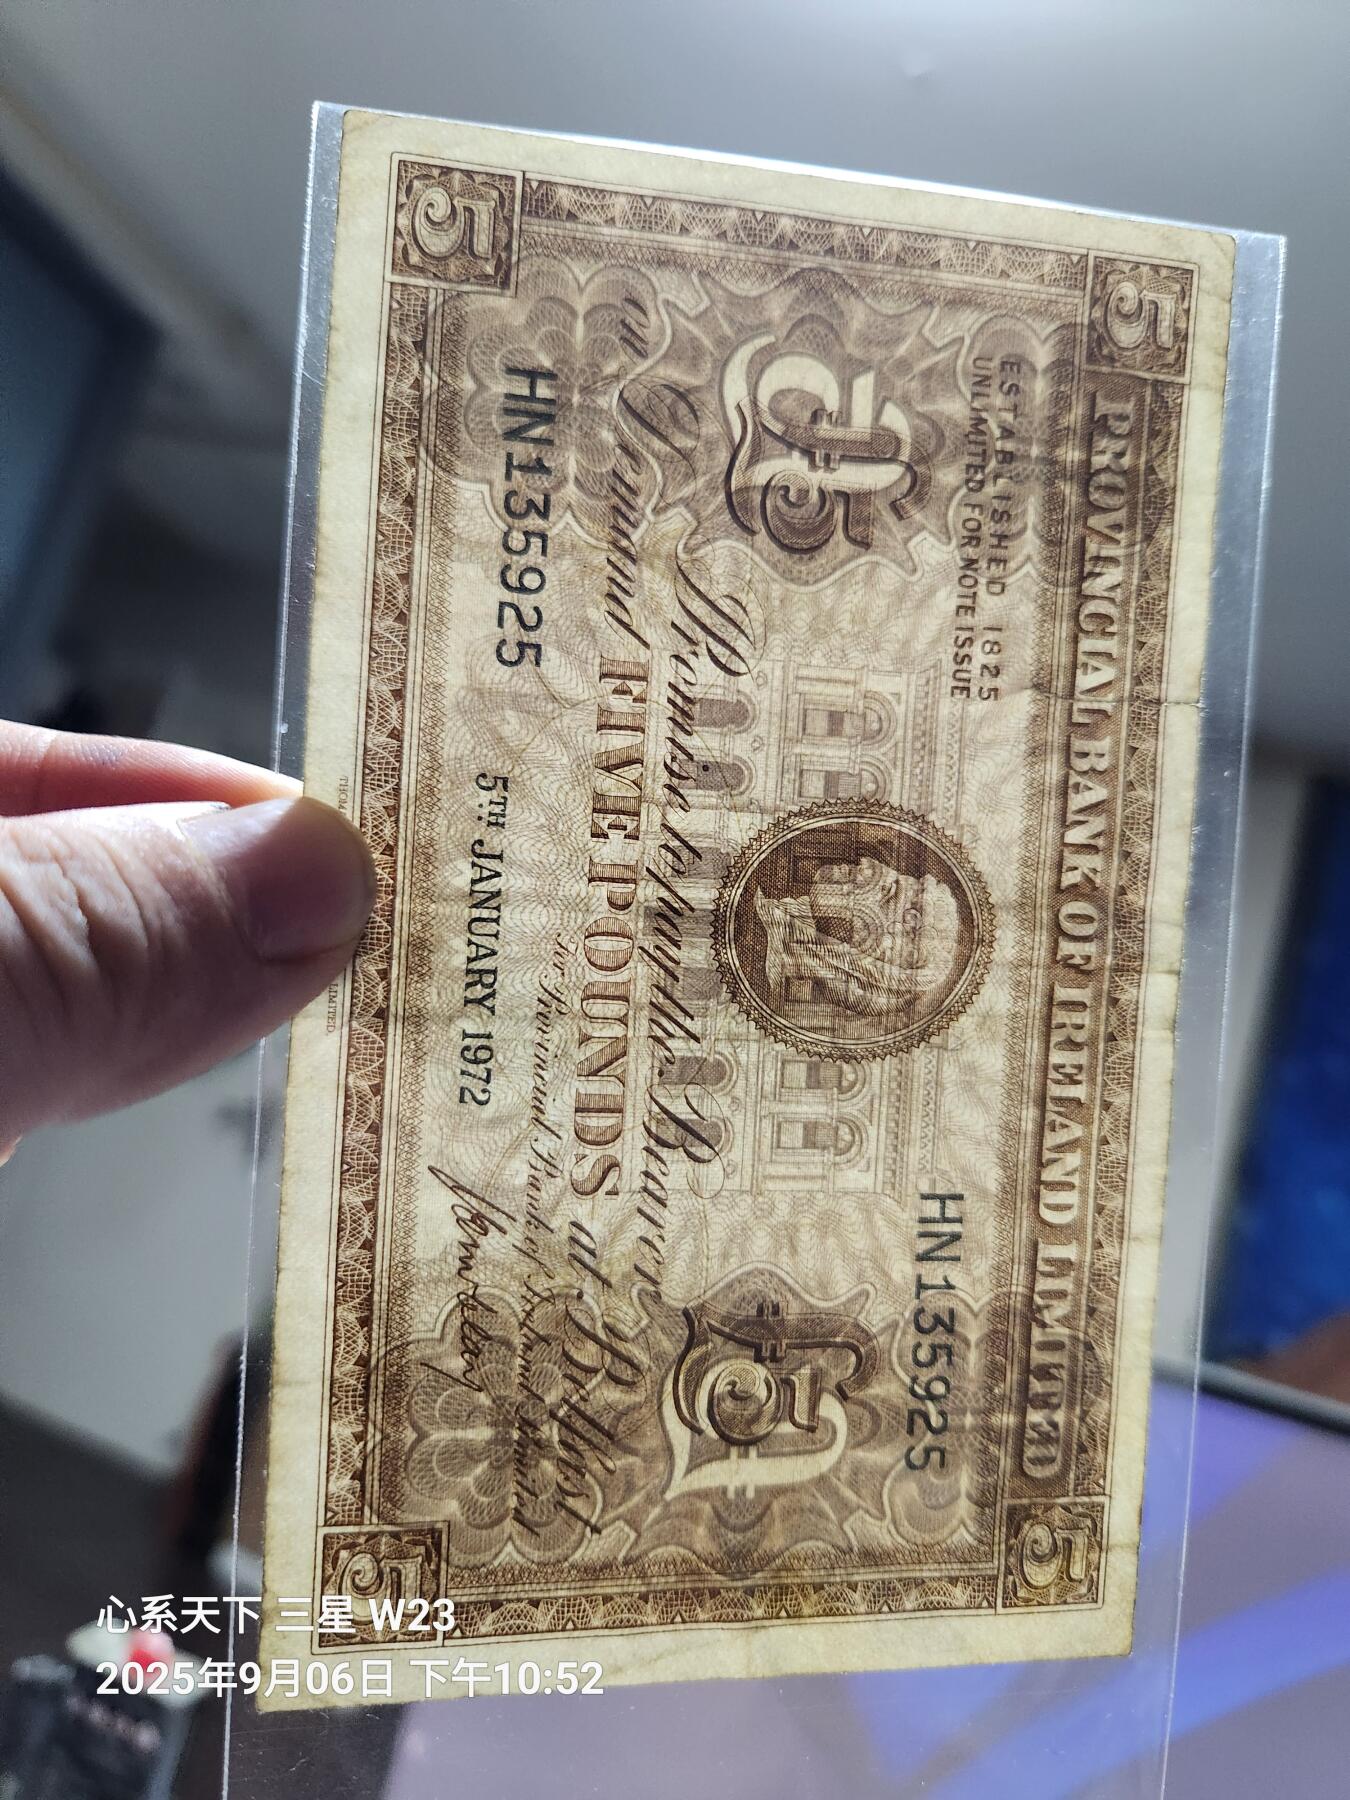 5 5
PROVINCIAL BANK OF IRELAND LIMITED
ESTABLISHED 1825
UNLIMITED FOR NOTE ISSUE
HN135925
£5 £5
Promise to pay the Bearer
on Demand FIVE POUNDS at Belfast
For Provincial Bank of Ireland Limited
HN135925
5TH JANUARY 1972
5 5
THOM
LIMITED
心系天下 三星 W23
2025年9月06日 下午10:52